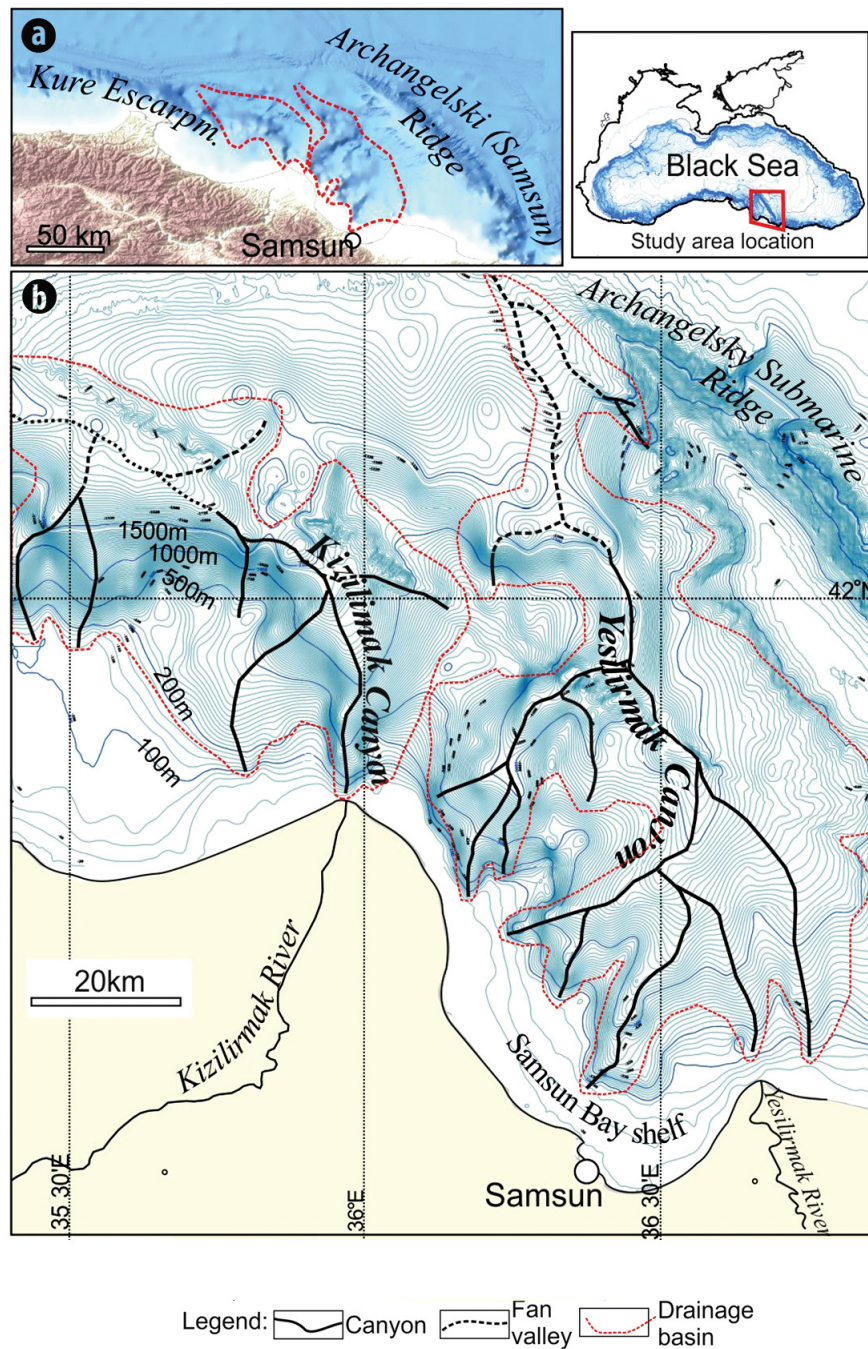 a
Kure Escarpm.
Archangelski (Samsun)
Ridge
50 km
Samsun
Black Sea
Study area location
b
Archangelsky Submarine
Ridge
1500m
1000m
500m
200m
100m
Kizilirmak Canyon
42°N
Yesilirmak Canyon
20km
Kizilirmak River
Samsun Bay shelf
Samsun
Yesilirmak River
35 30'E
36°E
36 30'E
Legend:
Canyon
Fan
valley
Drainage
basin